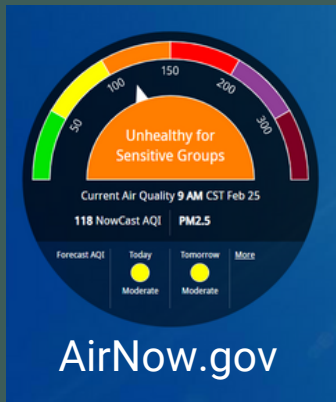 50
100
150
200
300
Unhealthy for
Sensitive Groups
Current Air Quality 9 AM CST Feb 25
118 NowCast AQI PM2.5
Forecast AQI Today Tomorrow More
Moderate Moderate
AirNow.gov